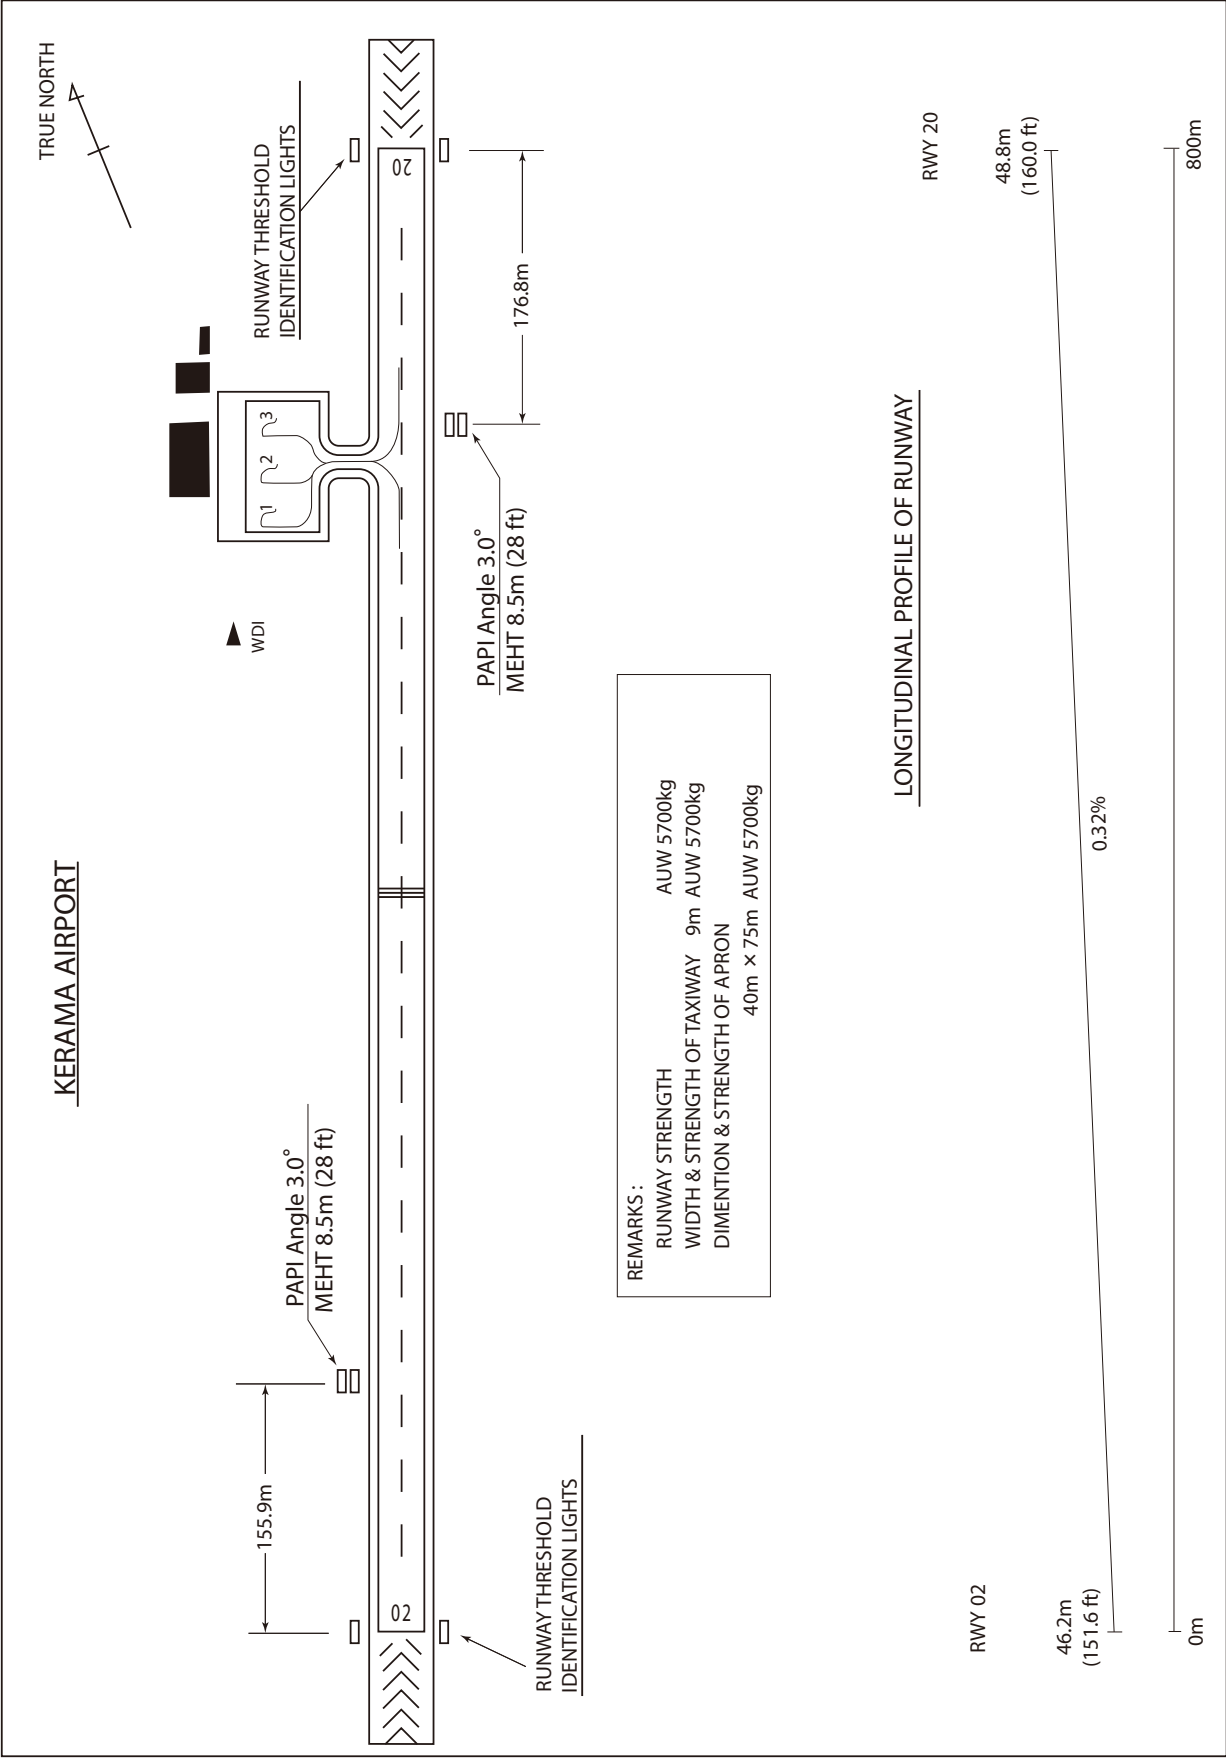 KERAMA AIRPORT
TRUE NORTH
RUNWAY THRESHOLD
IDENTIFICATION LIGHTS
1
2
3
WDI
PAPI Angle 3.0°
MEHT 8.5m (28 ft)
155.9m
02
20
176.8m
PAPI Angle 3.0°
MEHT 8.5m (28 ft)
RUNWAY THRESHOLD
IDENTIFICATION LIGHTS
REMARKS :
RUNWAY STRENGTH AUW 5700kg
WIDTH & STRENGTH OF TAXIWAY 9m AUW 5700kg
DIMENTION & STRENGTH OF APRON
40m × 75m AUW 5700kg
LONGITUDINAL PROFILE OF RUNWAY
RWY 02
RWY 20
46.2m
(151.6 ft)
48.8m
(160.0 ft)
0.32%
0m
800m